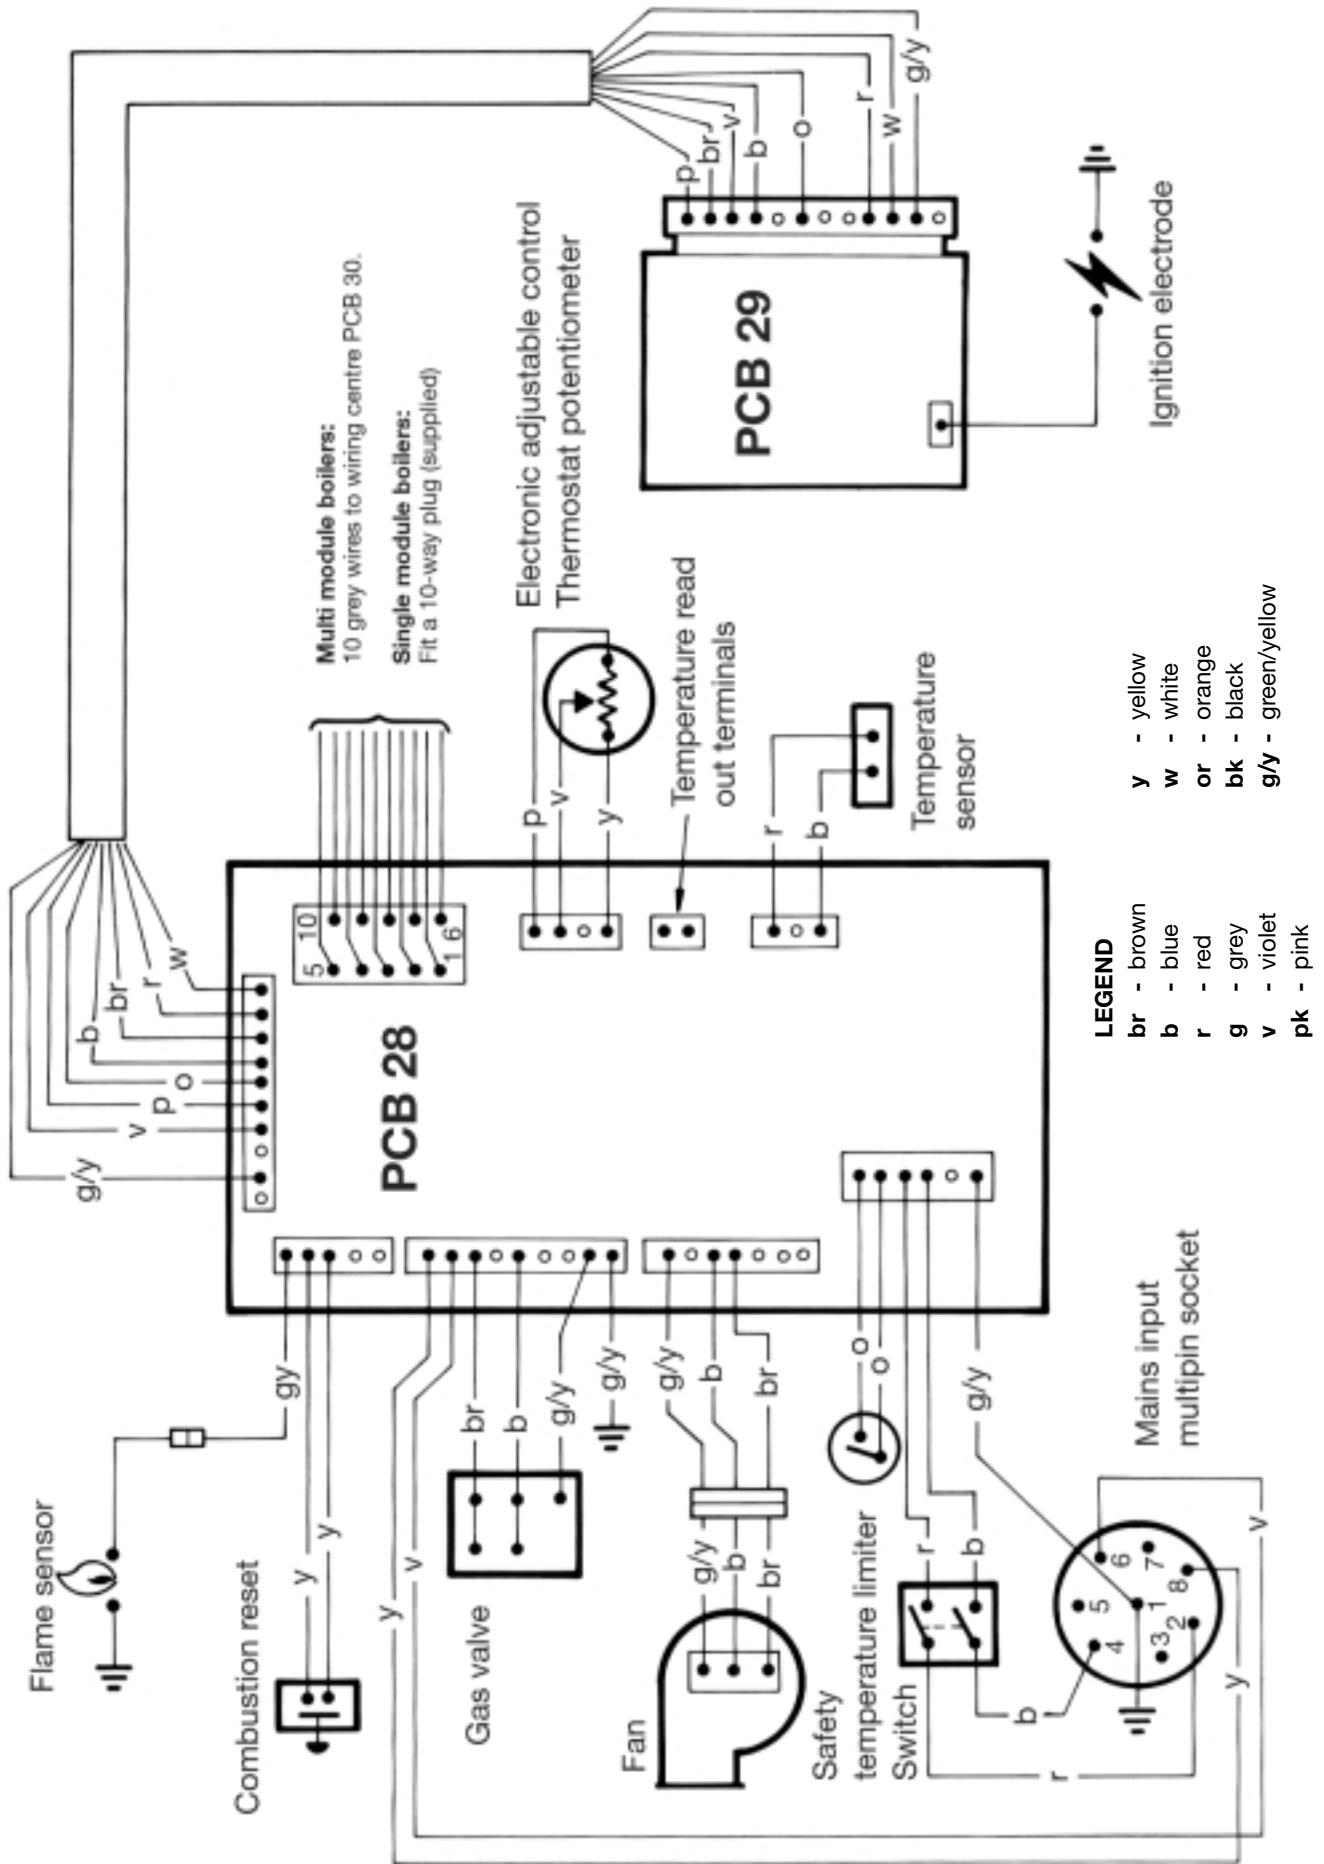 Flame sensor
Combustion reset
Gas valve
Fan
Safety
temperature limiter
Switch
Mains input
multipin socket
gy
y
y
y
v
br
b
g/y
g/y
g/y
b
br
g/y
b
br
o
o
r
b
g/y
b
r
v
y
1
2
3
4
5
6
7
8
g/y
v
p
o
b
br
r
w
PCB 28
5
10
1
6
Multi module boilers:
10 grey wires to wiring centre PCB 30.
Single module boilers:
Fit a 10-way plug (supplied)
p
v
y
Electronic adjustable control
Thermostat potentiometer
Temperature read
out terminals
r
b
Temperature
sensor
p
br
v
b
o
r
w
g/y
PCB 29
Ignition electrode
LEGEND
br - brown
b - blue
r - red
g - grey
v - violet
pk - pink
y - yellow
w - white
or - orange
bk - black
g/y - green/yellow